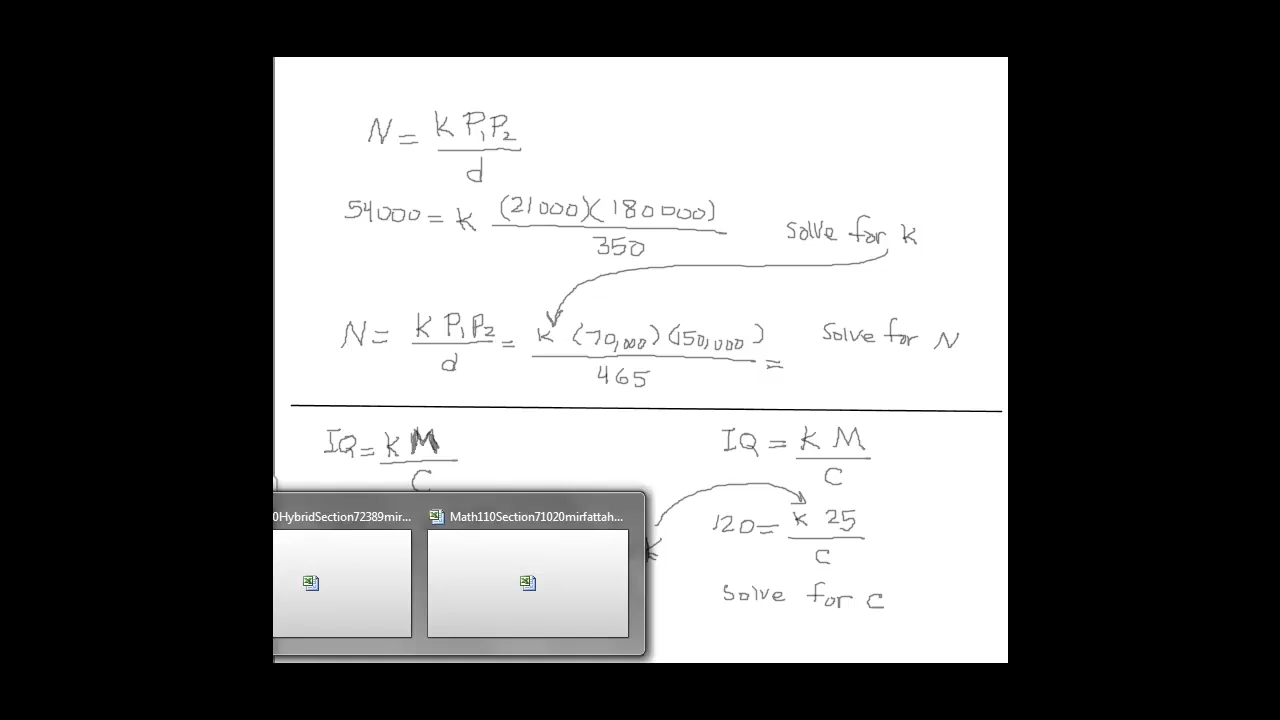 N = k P₁P₂ / d
54000 = k (21000)(180000) / 350 solve for k
N = k P₁P₂ / d = k (70,000)(150,000) / 465 = solve for N
IQ = k M / C
IQ = k M / C
120 = k 25 / C
k
solve for C
0HybridSection72389mir...
Math110Section71020mirfattah...